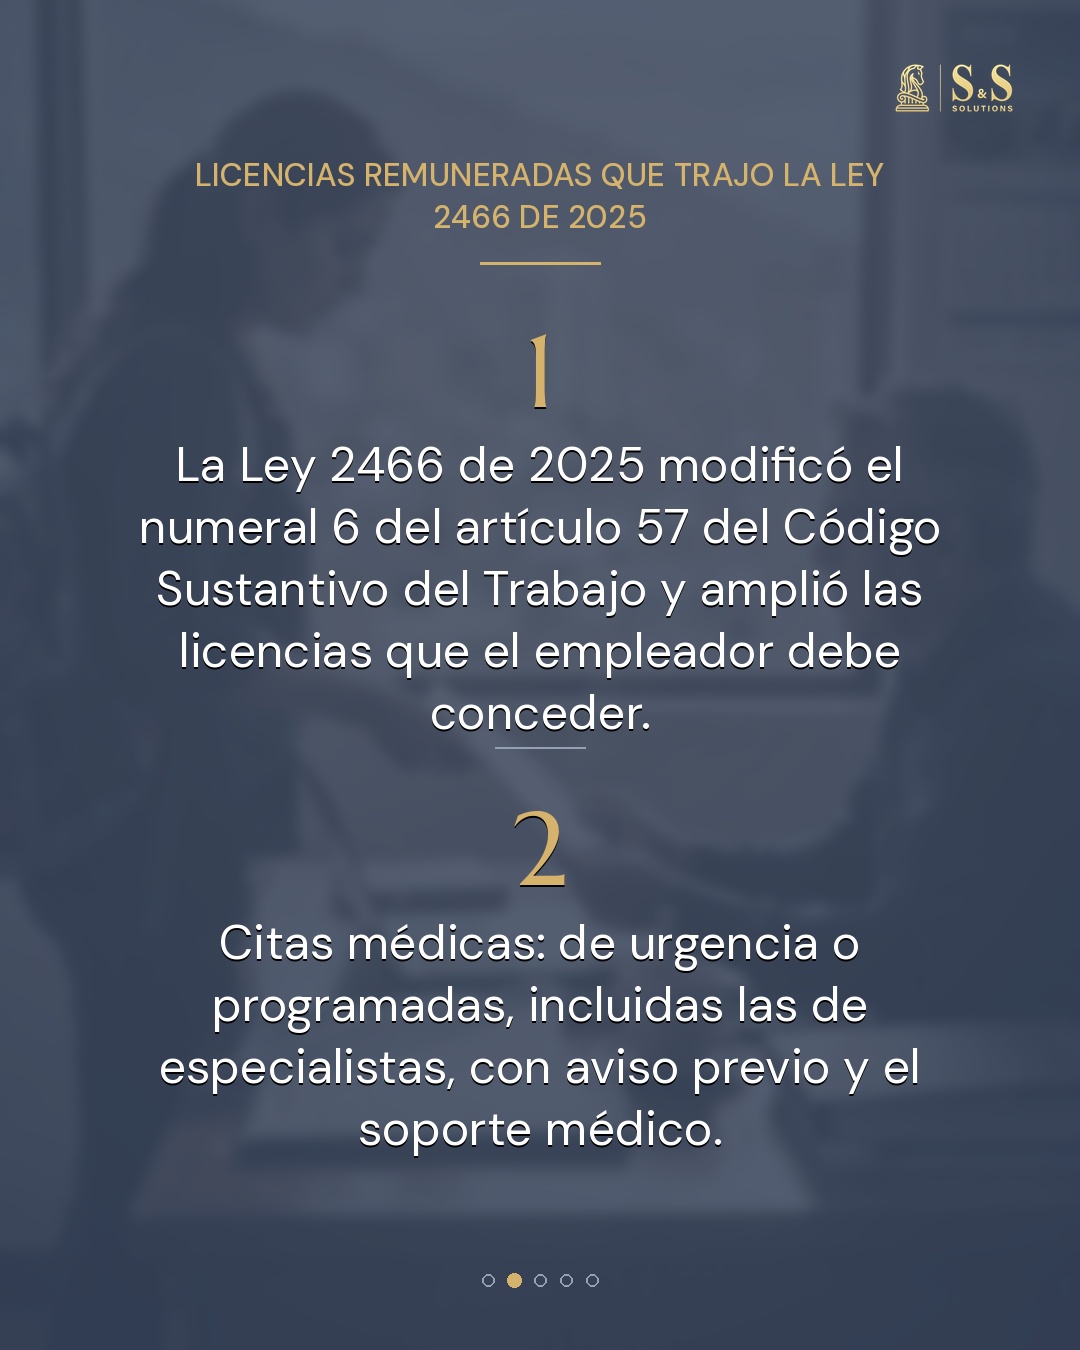 S&S
SOLUTIONS
LICENCIAS REMUNERADAS QUE TRAJO LA LEY
2466 DE 2025
1
La Ley 2466 de 2025 modificó el
numeral 6 del artículo 57 del Código
Sustantivo del Trabajo y amplió las
licencias que el empleador debe
conceder.
2
Citas médicas: de urgencia o
programadas, incluidas las de
especialistas, con aviso previo y el
soporte médico.